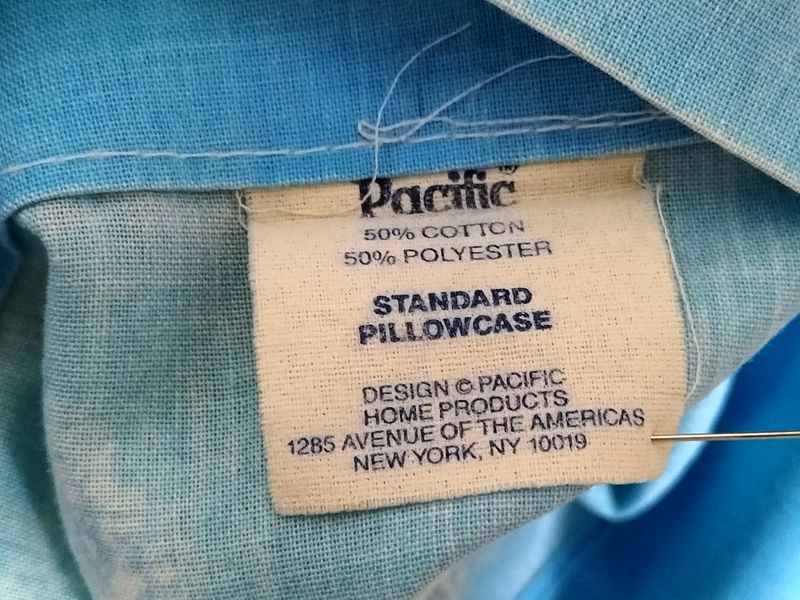 Pacific™
50% COTTON
50% POLYESTER
STANDARD
PILLOWCASE
DESIGN © PACIFIC
HOME PRODUCTS
1285 AVENUE OF THE AMERICAS
NEW YORK, NY 10019